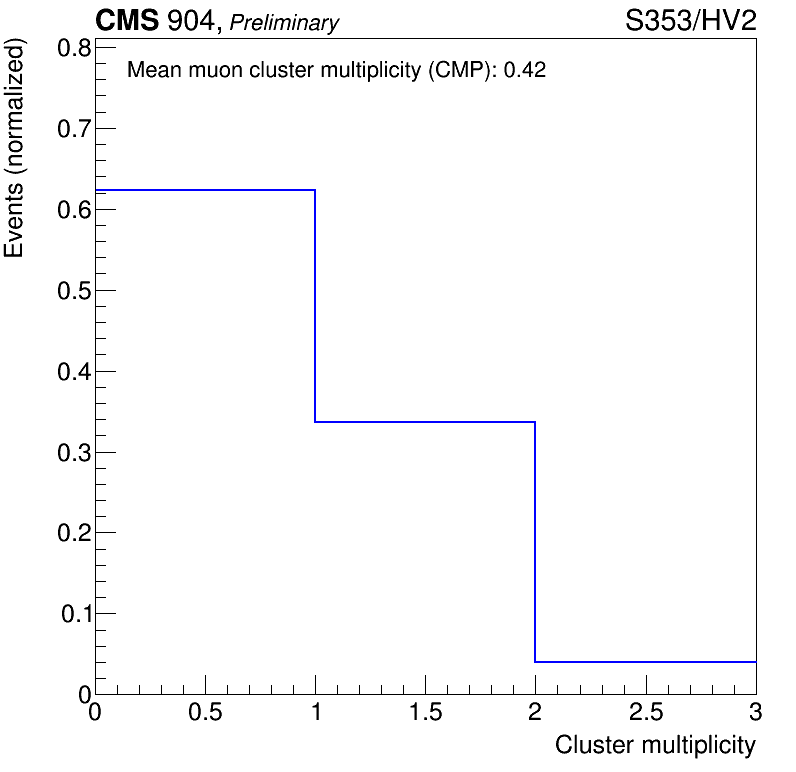 CMS 904, Preliminary S353/HV2
Mean muon cluster multiplicity (CMP): 0.42
Events (normalized)
0.8
0.7
0.6
0.5
0.4
0.3
0.2
0.1
0
0 0.5 1 1.5 2 2.5 3
Cluster multiplicity